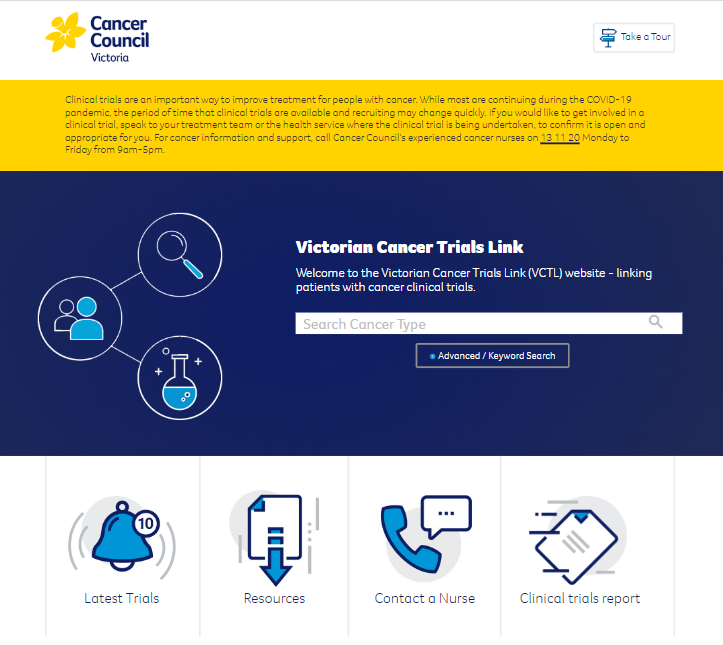 Cancer
Council
Victoria
Take a Tour
Clinical trials are an important way to improve treatment for people with cancer. While most are continuing during the COVID-19
pandemic, the period of time that clinical trials are available and recruiting may change quickly. If you would like to get involved in a
clinical trial, speak to your treatment team or the health service where the clinical trial is being undertaken, to confirm it is open and
appropriate for you. For cancer information and support, call Cancer Council's experienced cancer nurses on 13 11 20 Monday to
Friday from 9am-5pm.
Victorian Cancer Trials Link
Welcome to the Victorian Cancer Trials Link (VCTL) website - linking
patients with cancer clinical trials.
Search Cancer Type
Advanced / Keyword Search
10
Latest Trials
Resources
Contact a Nurse
Clinical trials report